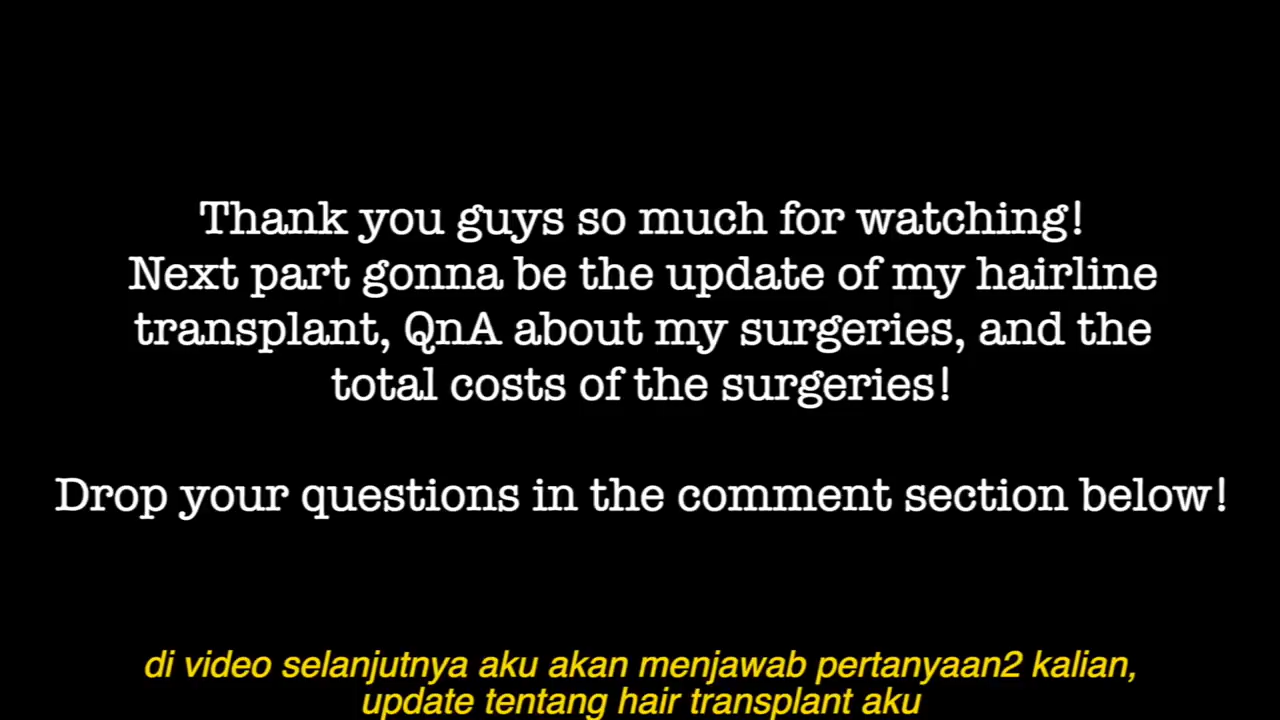 Thank you guys so much for watching!
Next part gonna be the update of my hairline
transplant, QnA about my surgeries, and the
total costs of the surgeries!
Drop your questions in the comment section below!
di video selanjutnya aku akan menjawab pertanyaan2 kalian,
update tentang hair transplant aku